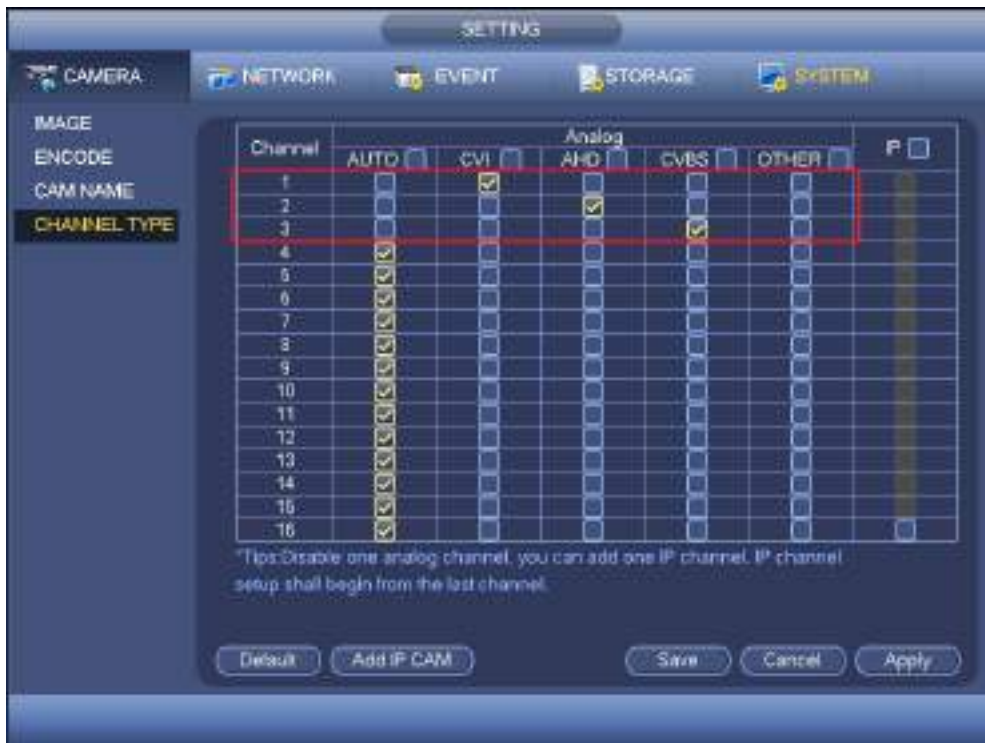 SETTING
CAMERA NETWORK EVENT STORAGE SYSTEM
IMAGE
ENCODE
CAM NAME
CHANNEL TYPE
Channel Analog IP
AUTO CVI AHD CVBS OTHER
1
2
3
4
5
6
7
8
9
10
11
12
13
14
15
16
*Tips:Disable one analog channel, you can add one IP channel. IP channel
setup shall begin from the last channel.
Default Add IP CAM Save Cancel Apply